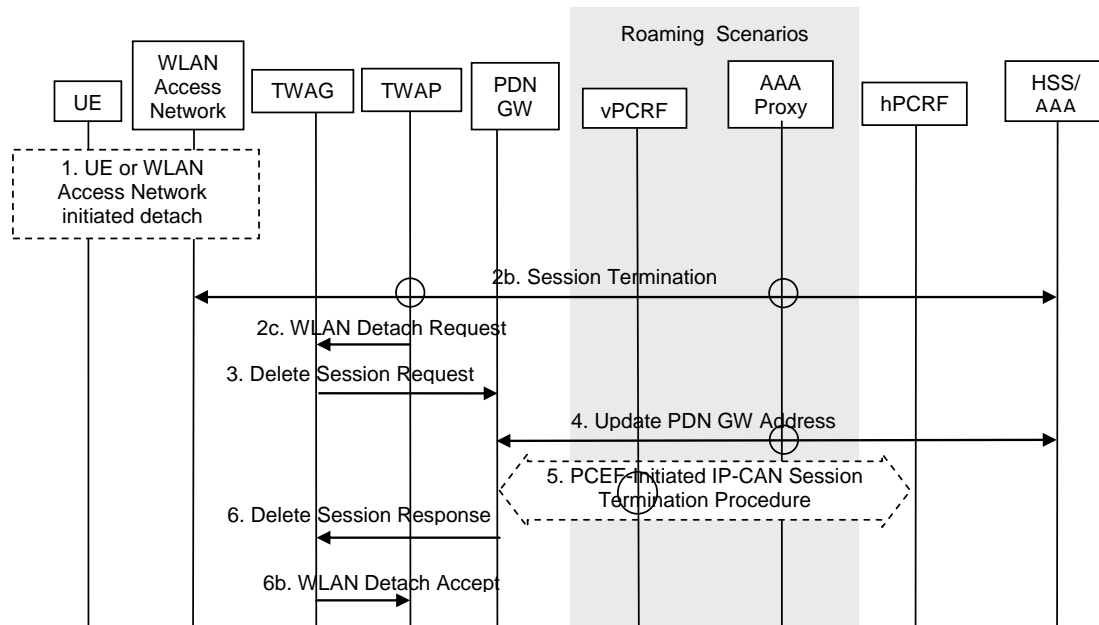 Roaming Scenarios
UE
WLAN
Access
Network
TWAG
TWAP
PDN
GW
vPCRF
AAA
Proxy
hPCRF
HSS/
AAA
1. UE or WLAN
Access Network
initiated detach
2b. Session Termination
2c. WLAN Detach Request
3. Delete Session Request
4. Update PDN GW Address
5. PCEF-Initiated IP-CAN Session
Termination Procedure
6. Delete Session Response
6b. WLAN Detach Accept